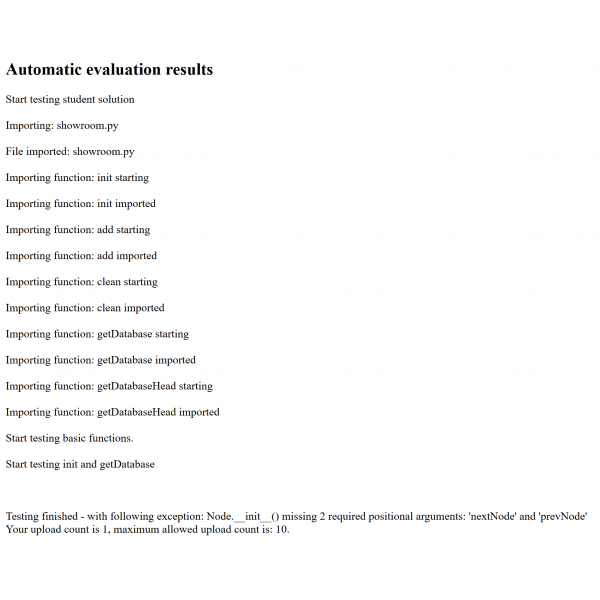 Automatic evaluation results
Start testing student solution
Importing: showroom.py
File imported: showroom.py
Importing function: init starting
Importing function: init imported
Importing function: add starting
Importing function: add imported
Importing function: clean starting
Importing function: clean imported
Importing function: getDatabase starting
Importing function: getDatabase imported
Importing function: getDatabaseHead starting
Importing function: getDatabaseHead imported
Start testing basic functions.
Start testing init and getDatabase
Testing finished - with following exception: Node.__init__() missing 2 required positional arguments: 'nextNode' and 'prevNode'
Your upload count is 1, maximum allowed upload count is: 10.